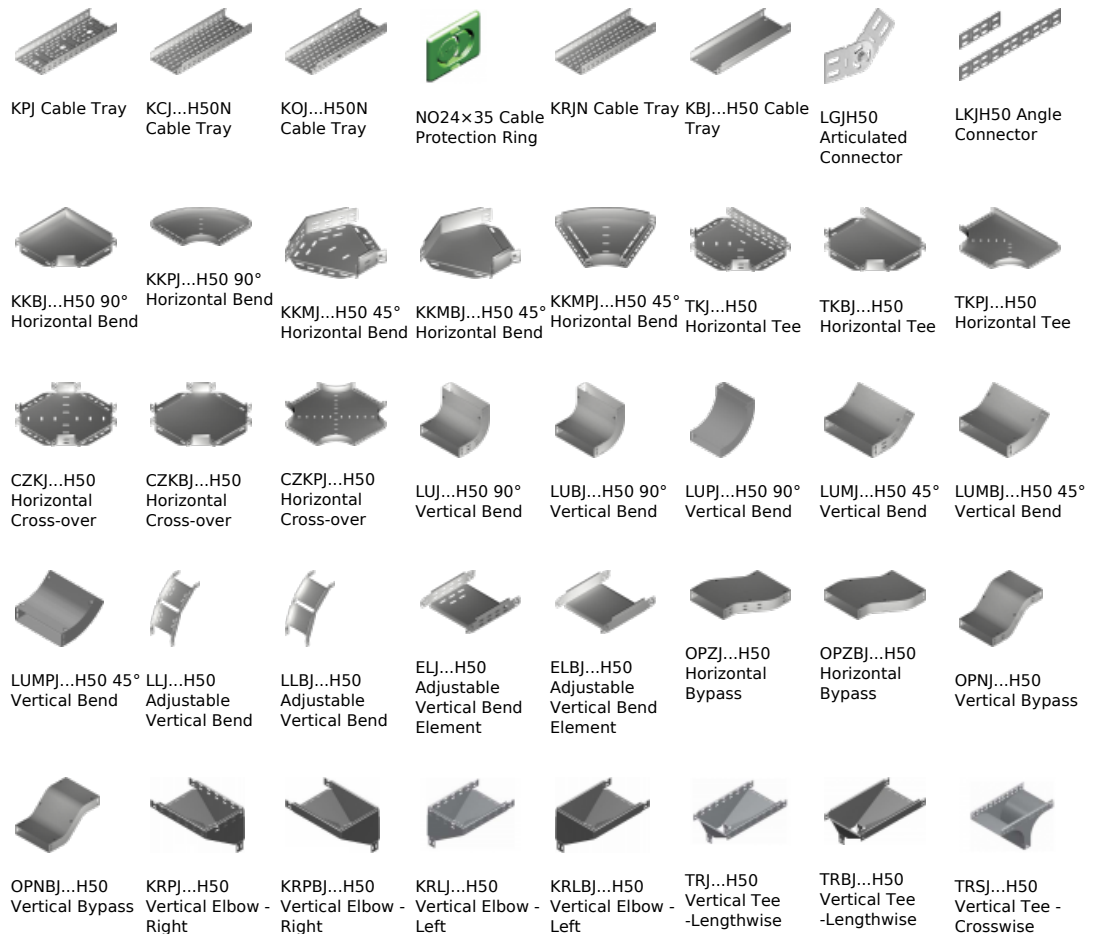 KPJ Cable Tray
KCJ...H50N
Cable Tray
KOJ...H50N
Cable Tray
NO24×35 Cable
Protection Ring
KRJN Cable Tray
KBJ...H50 Cable
Tray
LGJH50
Articulated
Connector
LKJH50 Angle
Connector
KKBJ...H50 90°
Horizontal Bend
KKPJ...H50 90°
Horizontal Bend
KKMJ...H50 45°
Horizontal Bend
KKMBJ...H50 45°
Horizontal Bend
KKMPJ...H50 45°
Horizontal Bend
TKJ...H50
Horizontal Tee
TKBJ...H50
Horizontal Tee
TKPJ...H50
Horizontal Tee
CZKJ...H50
Horizontal
Cross-over
CZKBJ...H50
Horizontal
Cross-over
CZKPJ...H50
Horizontal
Cross-over
LUJ...H50 90°
Vertical Bend
LUBJ...H50 90°
Vertical Bend
LUPJ...H50 90°
Vertical Bend
LUMJ...H50 45°
Vertical Bend
LUMBJ...H50 45°
Vertical Bend
LUMPJ...H50 45°
Vertical Bend
LLJ...H50
Adjustable
Vertical Bend
LLBJ...H50
Adjustable
Vertical Bend
ELJ...H50
Adjustable
Vertical Bend
Element
ELBJ...H50
Adjustable
Vertical Bend
Element
OPZJ...H50
Horizontal
Bypass
OPZBJ...H50
Horizontal
Bypass
OPNJ...H50
Vertical Bypass
OPNBJ...H50
Vertical Bypass
KRPJ...H50
Vertical Elbow -
Right
KRPBJ...H50
Vertical Elbow -
Right
KRLJ...H50
Vertical Elbow -
Left
KRLBJ...H50
Vertical Elbow -
Left
TRJ...H50
Vertical Tee
-Lengthwise
TRBJ...H50
Vertical Tee
-Lengthwise
TRSJ...H50
Vertical Tee -
Crosswise